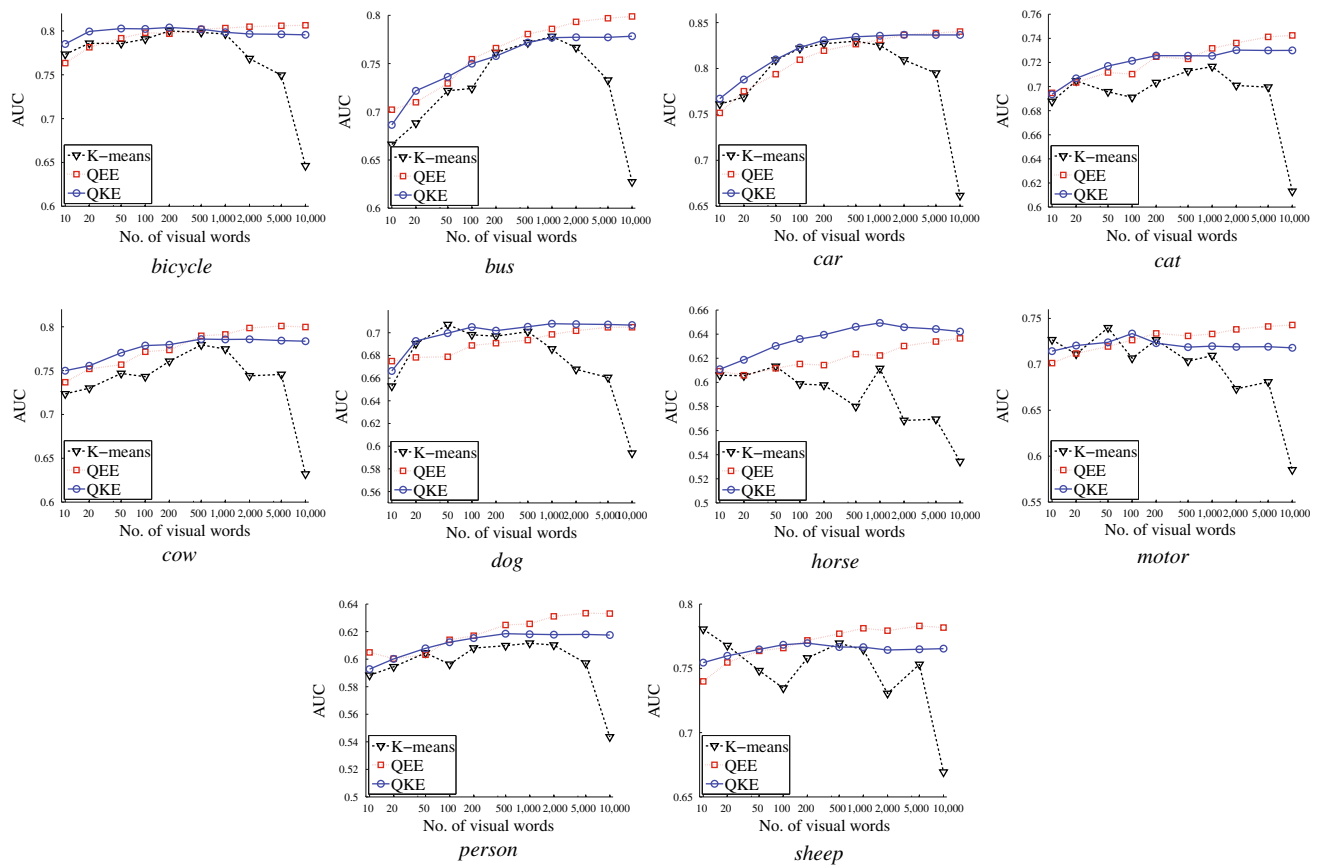 0.8
0.75
0.7
0.65
0.6
AUC
K−means
QEE
QKE
10 20 50 100 200 500 1,000 2,000 5,000 10,000
No. of visual words
bicycle
0.8
0.75
0.7
0.65
0.6
AUC
K−means
QEE
QKE
10 20 50 100 200 500 1,000 2,000 5,000 10,000
No. of visual words
bus
0.85
0.8
0.75
0.7
0.65
AUC
K−means
QEE
QKE
10 20 50 100 200 500 1,000 2,000 5,000 10,000
No. of visual words
car
0.76
0.74
0.72
0.7
0.68
0.66
0.64
0.62
0.6
AUC
K−means
QEE
QKE
10 20 50 100 200 500 1,000 2,000 5,000 10,000
No. of visual words
cat
0.8
0.75
0.7
0.65
0.6
AUC
K−means
QEE
QKE
10 20 50 100 200 500 1,000 2,000 5,000 10,000
No. of visual words
cow
0.7
0.68
0.66
0.64
0.62
0.6
0.58
0.56
AUC
K−means
QEE
QKE
10 20 50 100 200 500 1,000 2,000 5,000 10,000
No. of visual words
dog
0.66
0.64
0.62
0.6
0.58
0.56
0.54
0.52
0.5
AUC
K−means
QEE
QKE
10 20 50 100 200 500 1,000 2,000 5,000 10,000
No. of visual words
horse
0.75
0.7
0.65
0.6
0.55
AUC
K−means
QEE
QKE
10 20 50 100 200 500 1,000 2,000 5,000 10,000
No. of visual words
motor
0.64
0.62
0.6
0.58
0.56
0.54
0.52
0.5
AUC
K−means
QEE
QKE
10 20 50 100 200 500 1,000 2,000 5,000 10,000
No. of visual words
person
0.8
0.75
0.7
0.65
AUC
K−means
QEE
QKE
10 20 50 100 200 500 1,000 2,000 5,000 10,000
No. of visual words
sheep